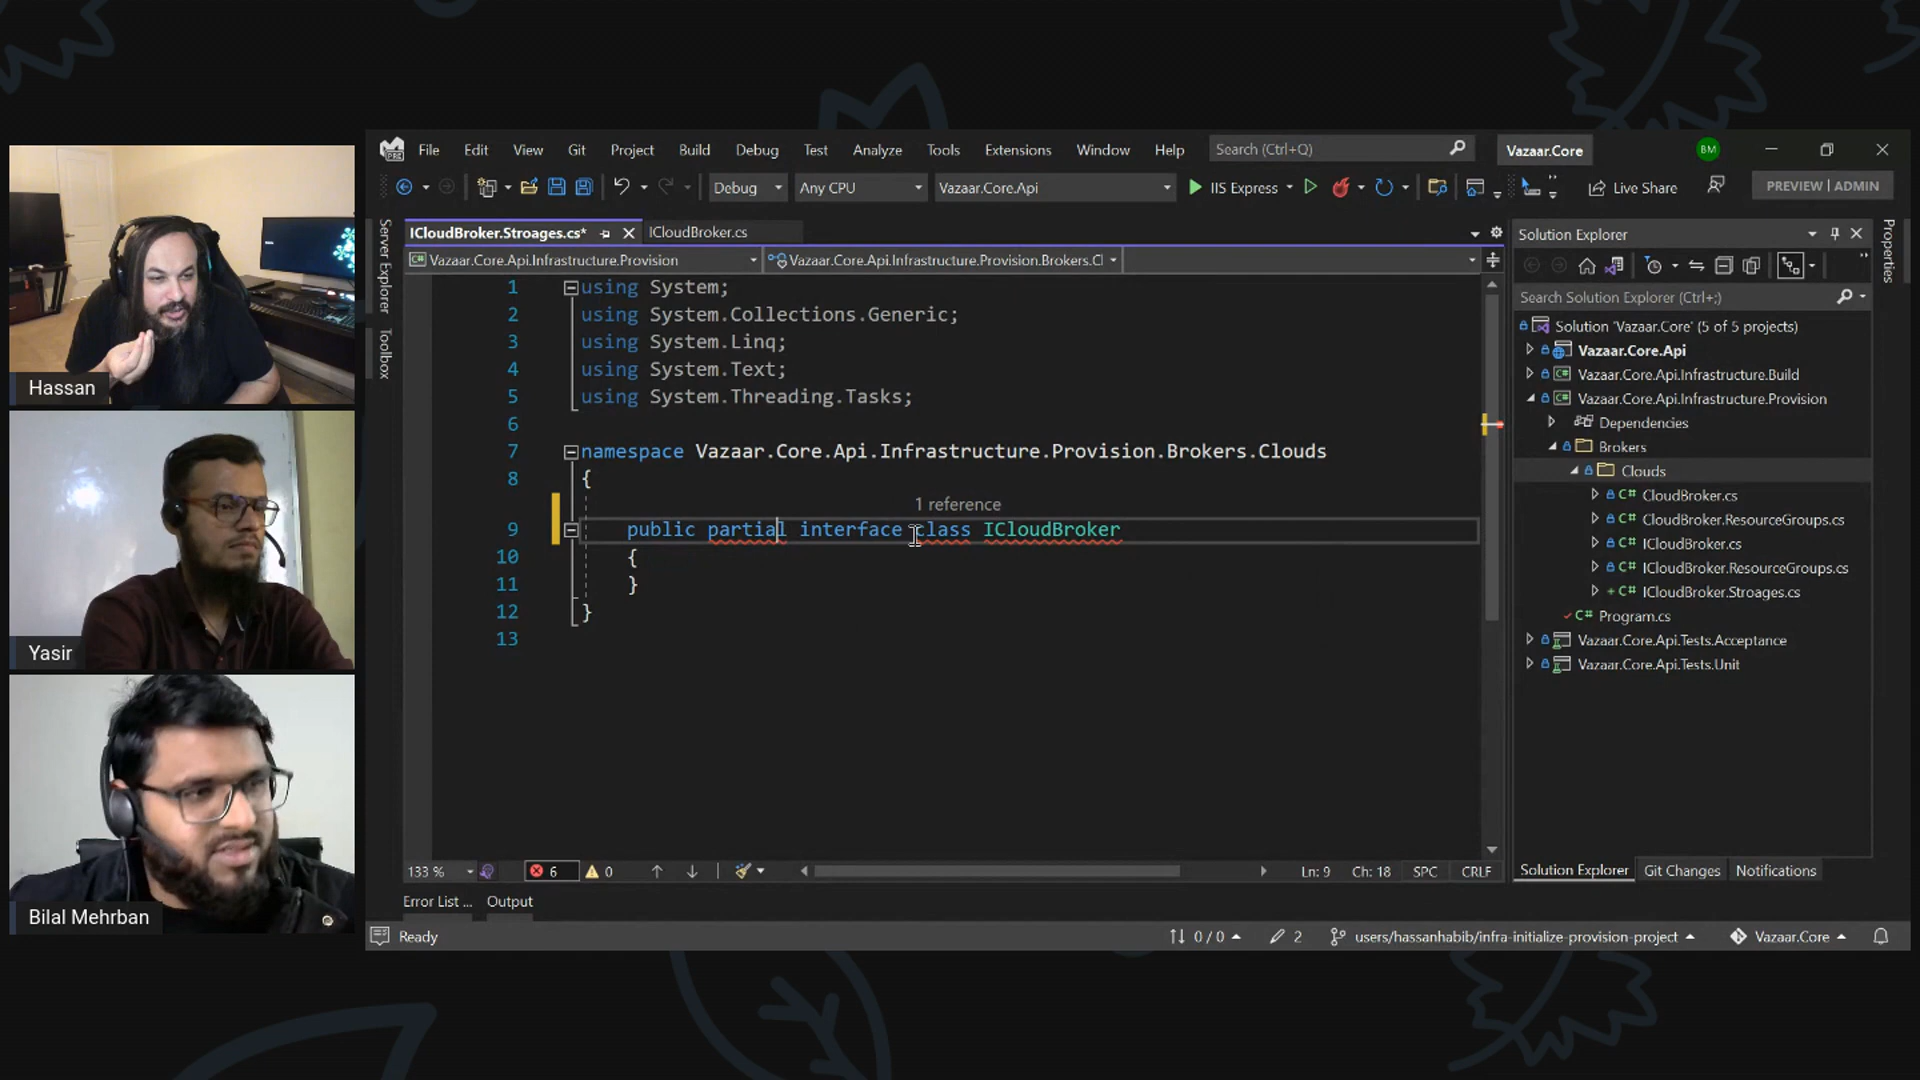 Hassan
Yasir
Bilal Mehrban
File Edit View Git Project Build Debug Test Analyze Tools Extensions Window Help
Search (Ctrl+Q)
Vazaar.Core
BM
Debug
Any CPU
Vazaar.Core.Api
IIS Express
Live Share
PREVIEW | ADMIN
Server Explorer
Toolbox
ICloudBroker.Stroages.cs*
ICloudBroker.cs
Vazaar.Core.Api.Infrastructure.Provision
Vazaar.Core.Api.Infrastructure.Provision.Brokers.Cl
1 using System;
2 using System.Collections.Generic;
3 using System.Linq;
4 using System.Text;
5 using System.Threading.Tasks;
6
7 namespace Vazaar.Core.Api.Infrastructure.Provision.Brokers.Clouds
8 {
1 reference
9 public partial interface class ICloudBroker
10 {
11 }
12 }
13
133 %
6
0
Ln: 9
Ch: 18
SPC
CRLF
Error List ...
Output
Solution Explorer
Search Solution Explorer (Ctrl+;)
Solution 'Vazaar.Core' (5 of 5 projects)
Vazaar.Core.Api
Vazaar.Core.Api.Infrastructure.Build
Vazaar.Core.Api.Infrastructure.Provision
Dependencies
Brokers
Clouds
CloudBroker.cs
CloudBroker.ResourceGroups.cs
ICloudBroker.cs
ICloudBroker.ResourceGroups.cs
ICloudBroker.Stroages.cs
Program.cs
Vazaar.Core.Api.Tests.Acceptance
Vazaar.Core.Api.Tests.Unit
Solution Explorer
Git Changes
Notifications
Properties
Ready
0 / 0
2
users/hassanhabib/infra-initialize-provision-project
Vazaar.Core